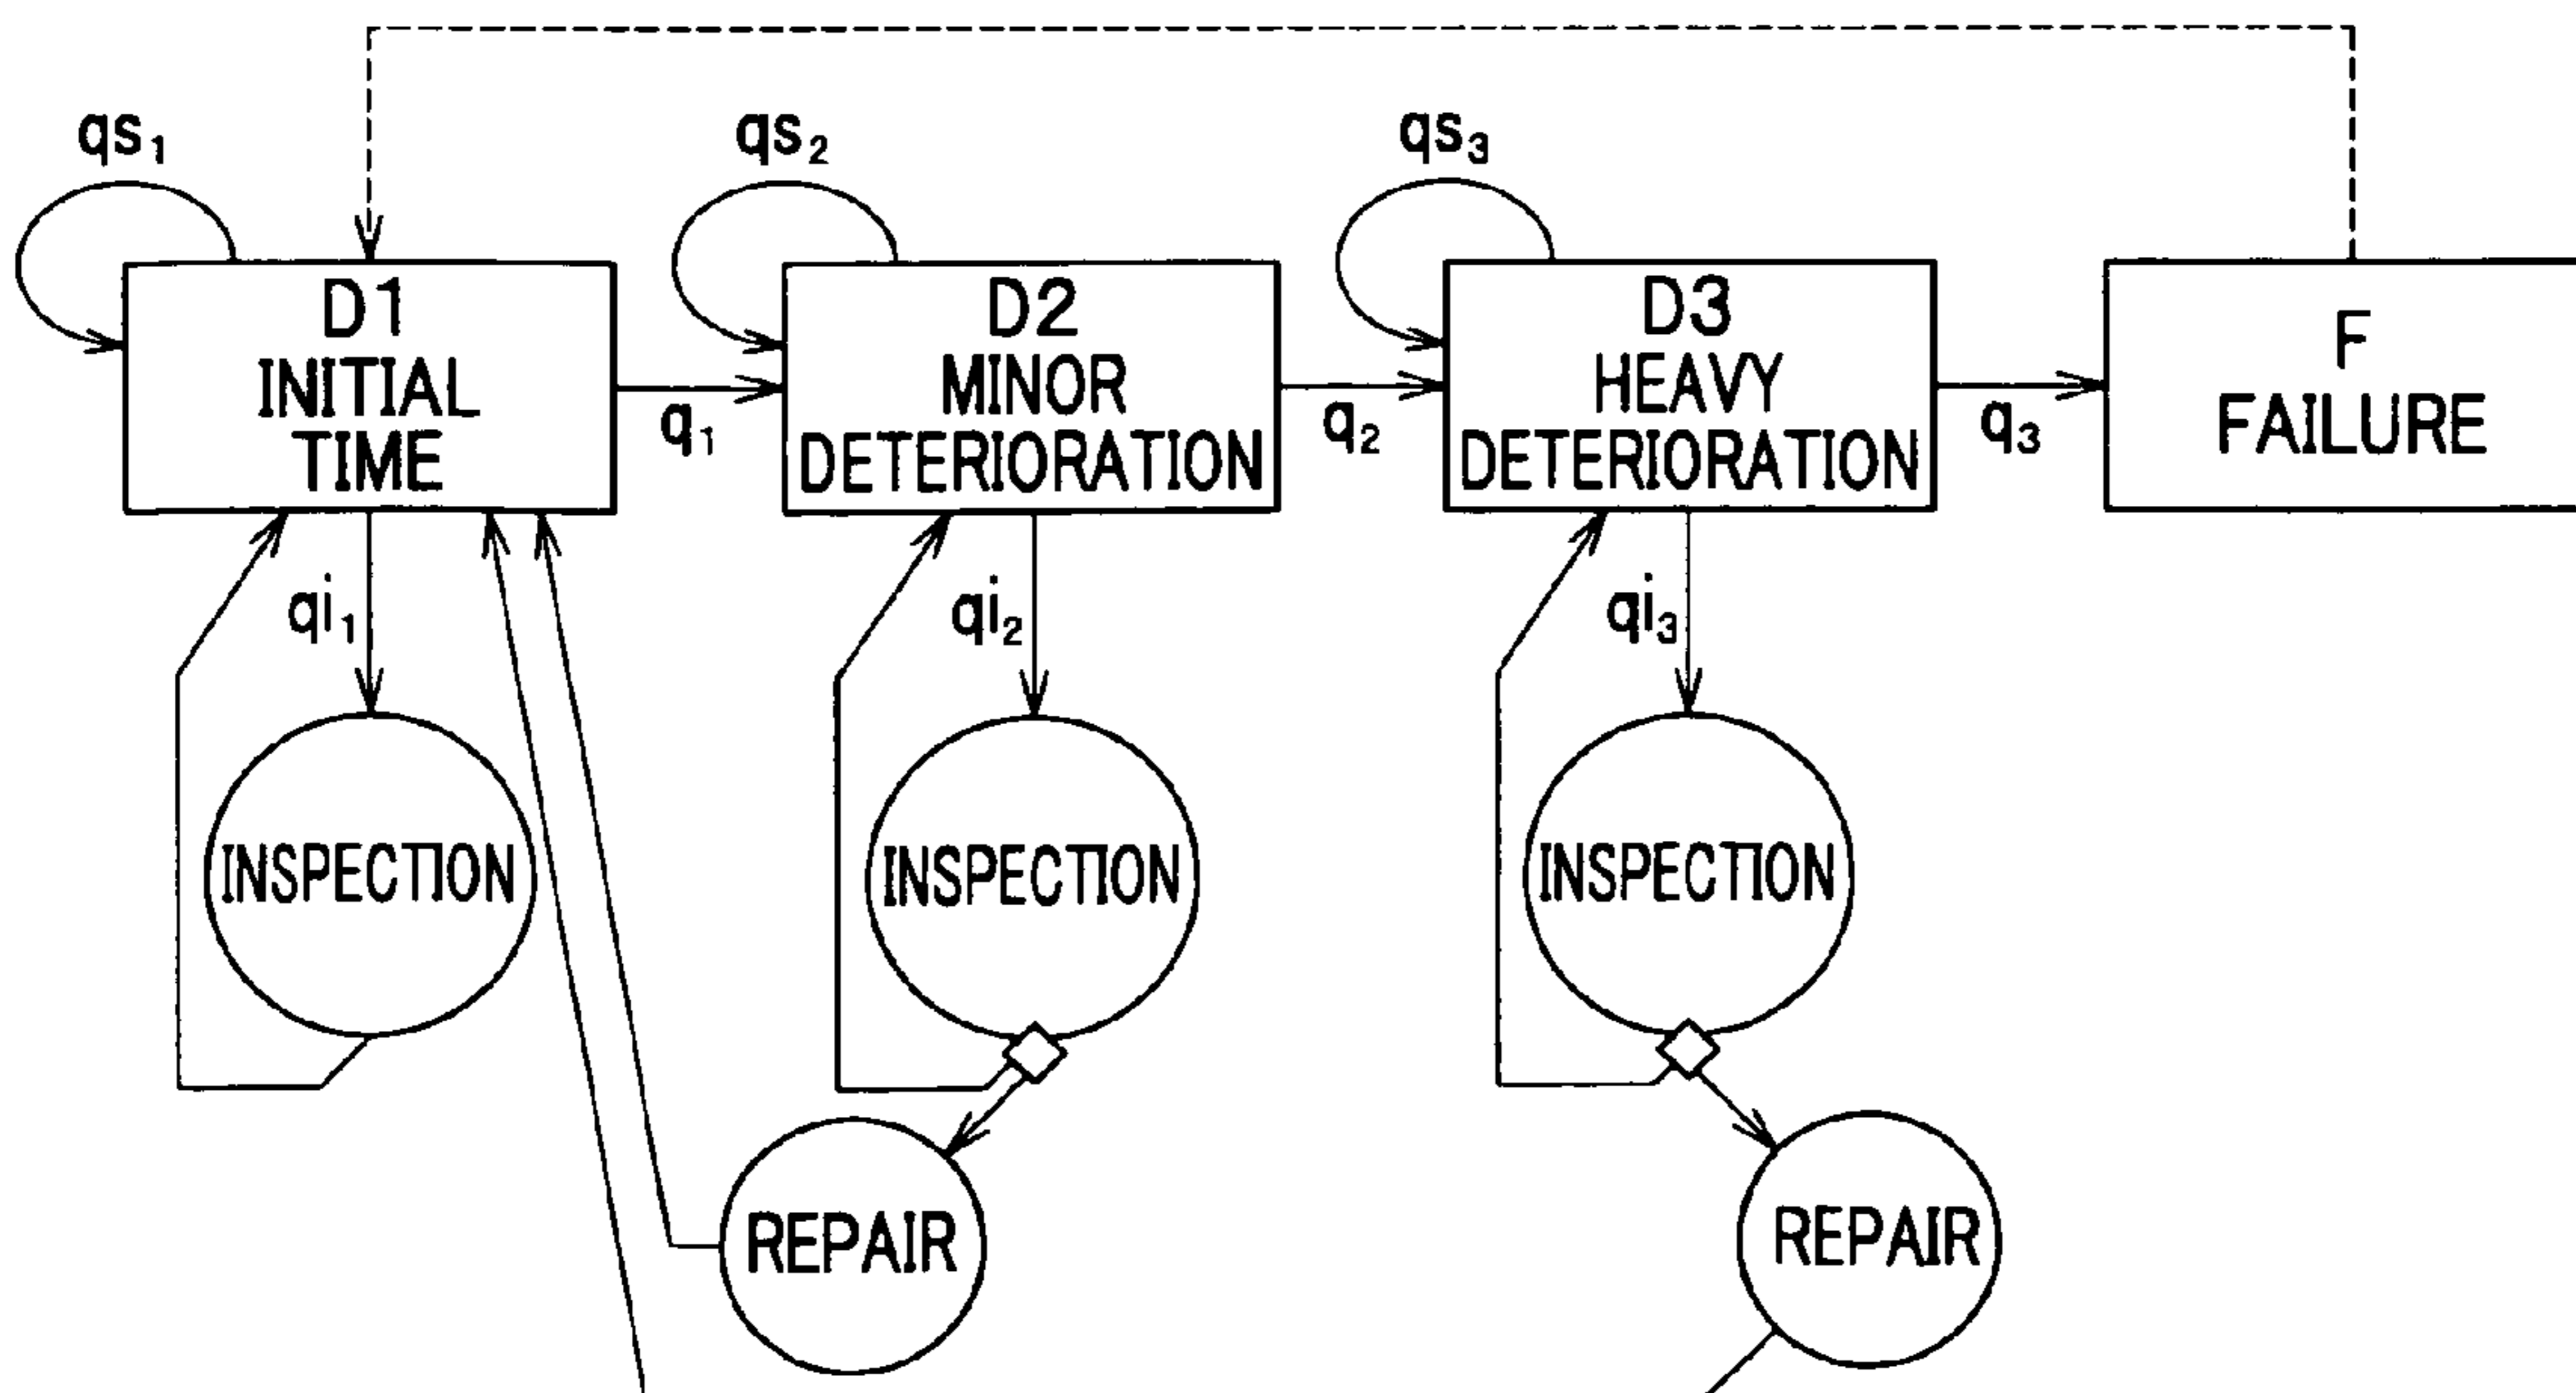 qs₁
qs₂
qs₃
D1
INITIAL
TIME
q₁
D2
MINOR
DETERIORATION
q₂
D3
HEAVY
DETERIORATION
q₃
F
FAILURE
qi₁
qi₂
qi₃
INSPECTION
INSPECTION
INSPECTION
REPAIR
REPAIR